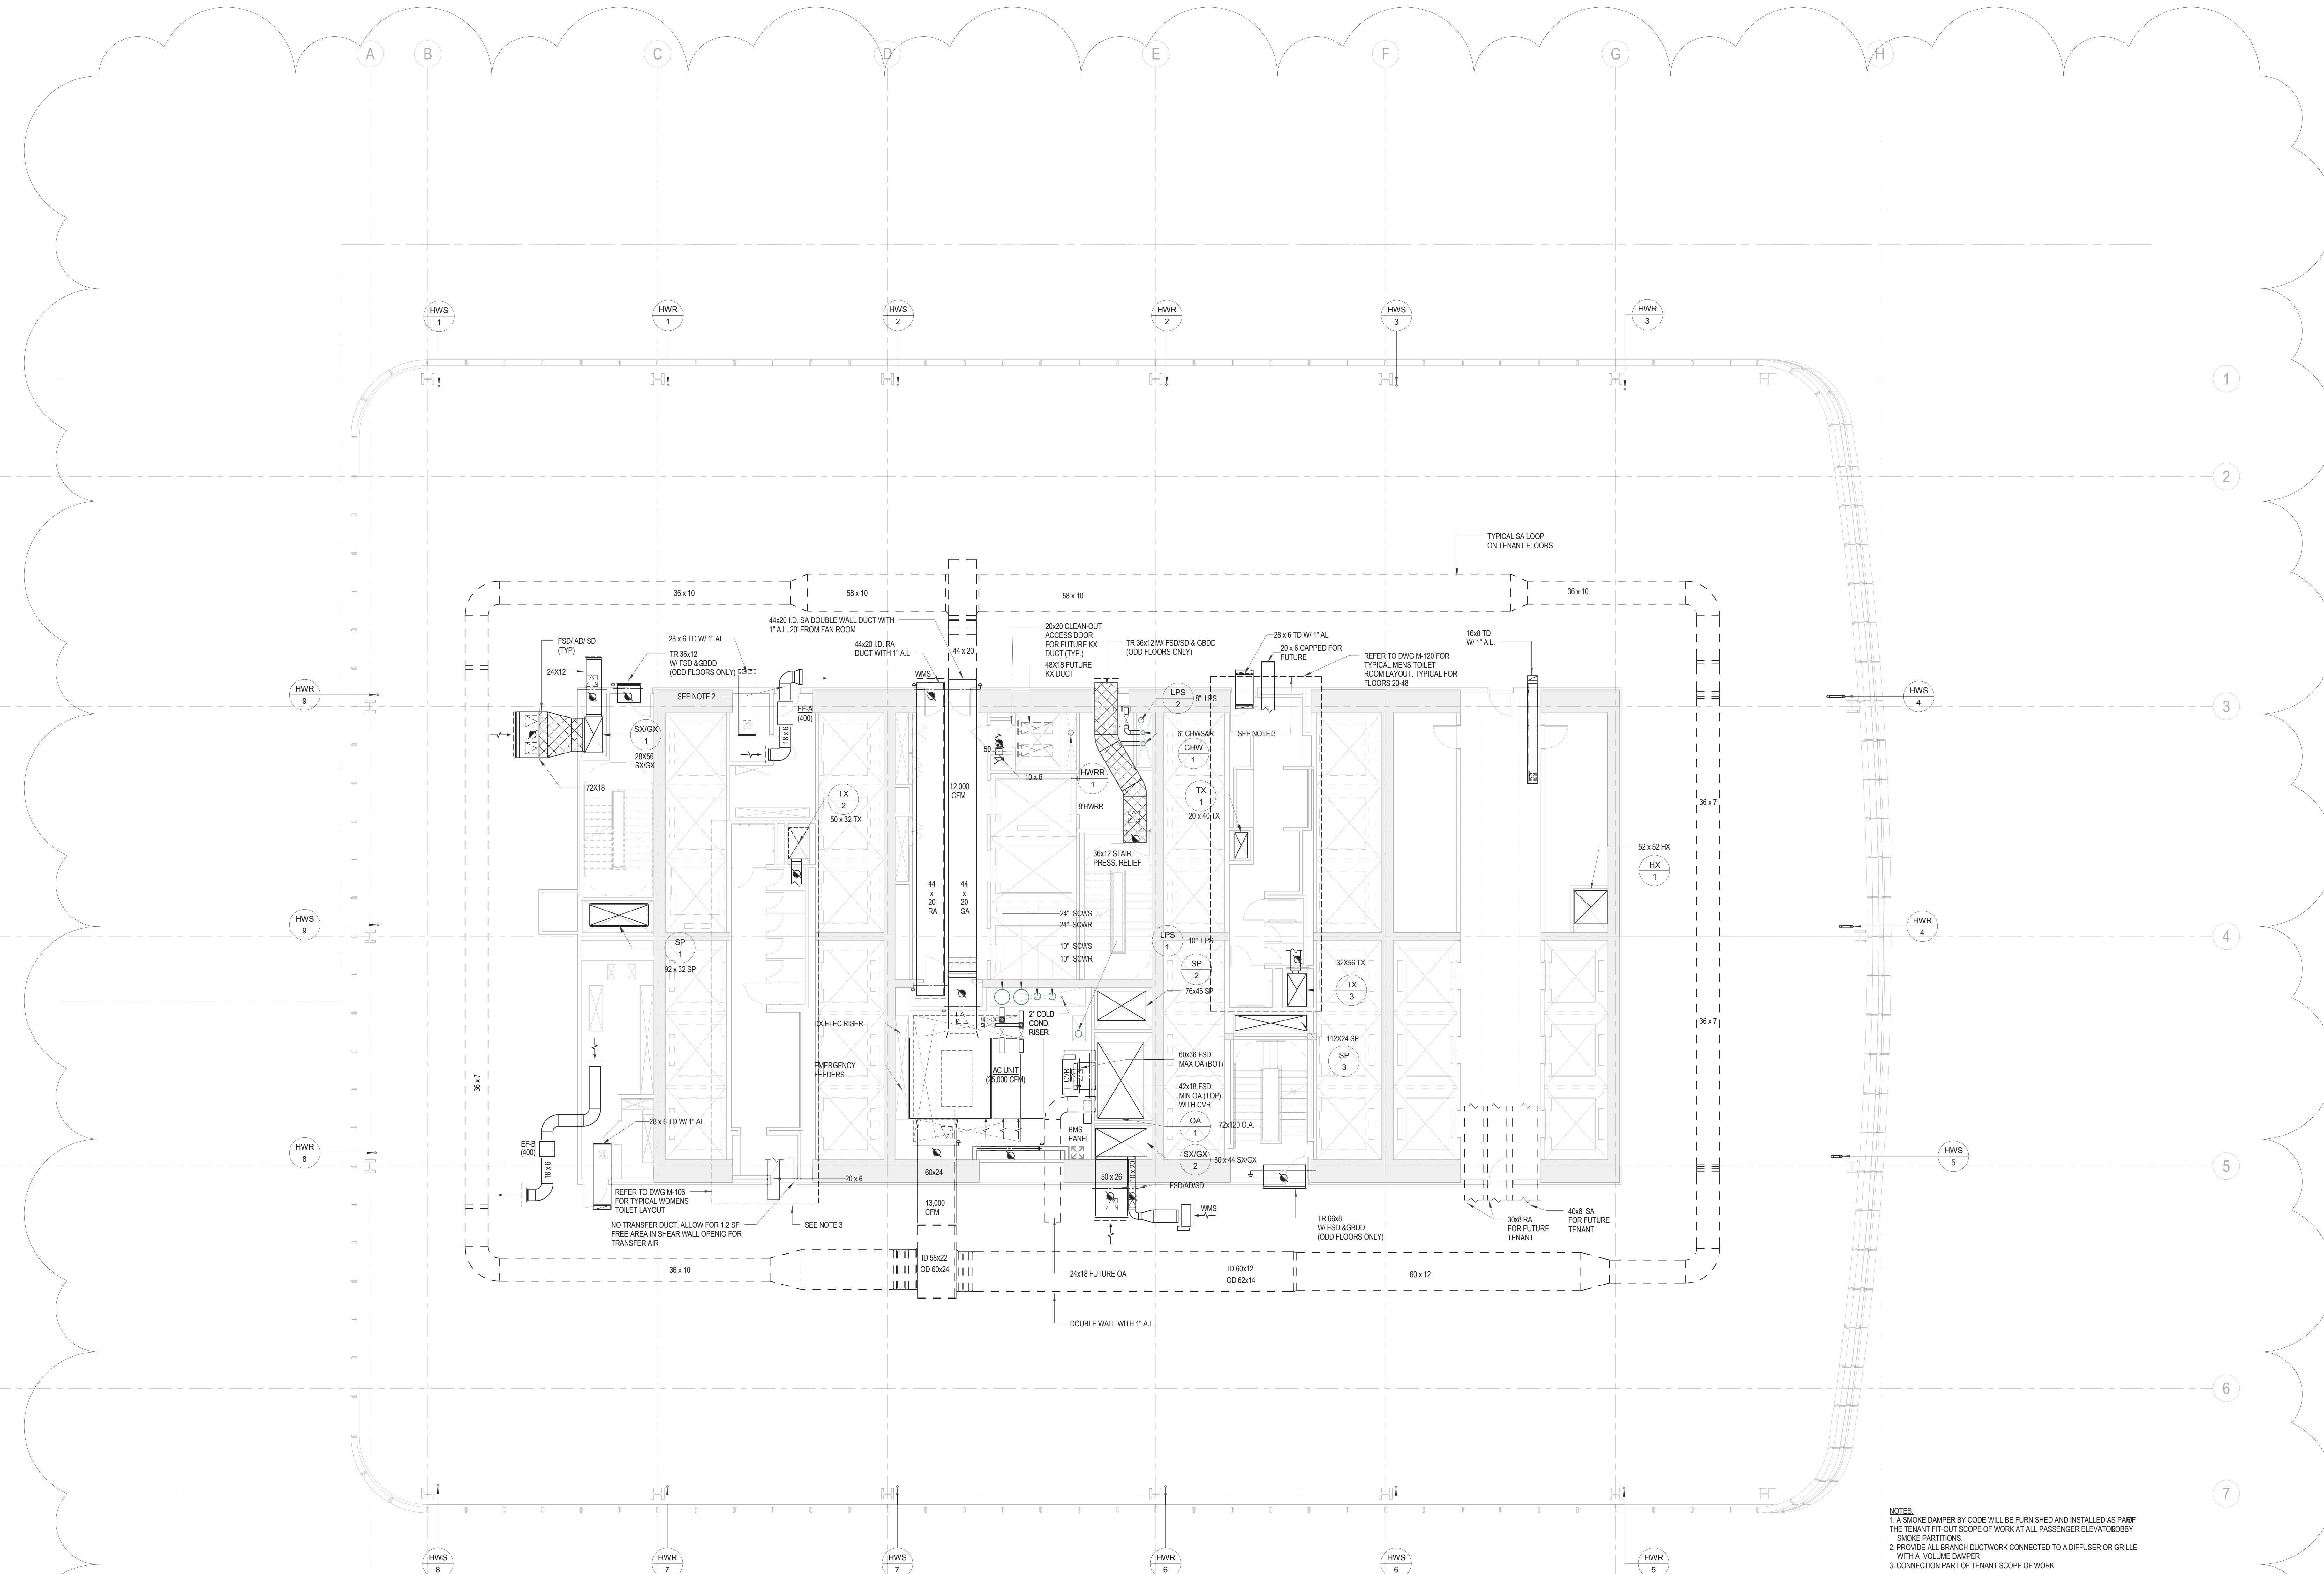 A
B
C
D
E
F
G
H
HWS
1
HWR
1
HWS
2
HWR
2
HWS
3
HWR
3
1
2
TYPICAL SA LOOP
ON TENANT FLOORS
36 x 10
58 x 10
58 x 10
36 x 10
44x20 I.D. SA DOUBLE WALL DUCT WITH
1" A.L. 20' FROM FAN ROOM
44x20 I.D. RA
DUCT WITH 1" A.L
44 x 20
FSD/ AD/ SD
(TYP)
28 x 6 TD W/ 1" AL
TR 36x12
W/ FSD &GBDD
(ODD FLOORS ONLY)
24X12
SEE NOTE 2
WMS
20x20 CLEAN-OUT
ACCESS DOOR
FOR FUTURE KX
DUCT (TYP.)
48X18 FUTURE
KX DUCT
TR 36x12 W/ FSD/SD & GBDD
(ODD FLOORS ONLY)
28 x 6 TD W/ 1" AL
20 x 6 CAPPED FOR
FUTURE
REFER TO DWG M-120 FOR
TYPICAL MENS TOILET
ROOM LAYOUT. TYPICAL FOR
FLOORS 20-48
16x8 TD
W/ 1" A.L.
HWR
9
HWS
4
3
EF-A
(400)
18 x 6
SX/GX
1
28X56
SX/GX
72X18
LPS
2
8" LPS
6" CHWS&R
SEE NOTE 3
CHW
1
50
10 x 6
HWRR
1
8'HWRR
12,000
CFM
TX
2
50 x 32 TX
TX
1
20 x 40 TX
36 x 7
36x12 STAIR
PRESS. RELIEF
52 x 52 HX
HX
1
44
x
20
RA
44
x
20
SA
HWS
9
HWR
4
4
24" SCWS
24" SCWR
10" SCWS
10" SCWR
LPS
1
10" LPS
SP
1
92 x 32 SP
SP
2
76x46 SP
32X56 TX
TX
3
2" COLD
COND.
RISER
DX ELEC RISER
36 x 7
112X24 SP
SP
3
EMERGENCY
FEEDERS
AC UNIT
(25,000 CFM)
CVR
60x36 FSD
MAX OA (BOT)
42x18 FSD
MIN OA (TOP)
WITH CVR
36 x 7
28 x 6 TD W/ 1" AL
BMS
PANEL
OA
1
72x120 O.A.
EF-B
(400)
18 x 6
HWR
8
HWS
5
5
SX/GX
2
80 x 44 SX/GX
60x24
20 x 6
50 x 26
10 x 20
FSD/AD/SD
REFER TO DWG M-106
FOR TYPICAL WOMENS
TOILET LAYOUT
NO TRANSFER DUCT. ALLOW FOR 1.2 SF
FREE AREA IN SHEAR WALL OPENIG FOR
TRANSFER AIR
SEE NOTE 3
13,000
CFM
WMS
TR 66x8
W/ FSD &GBDD
(ODD FLOORS ONLY)
30x8 RA
FOR FUTURE
TENANT
40x8 SA
FOR FUTURE
TENANT
36 x 10
ID 58x22
OD 60x24
24x18 FUTURE OA
ID 60x12
OD 62x14
60 x 12
DOUBLE WALL WITH 1" A.L.
6
7
HWS
8
HWR
7
HWS
7
HWR
6
HWS
6
HWR
5
NOTES:
1. A SMOKE DAMPER BY CODE WILL BE FURNISHED AND INSTALLED AS PART OF
THE TENANT FIT-OUT SCOPE OF WORK AT ALL PASSENGER ELEVATOR LOBBY
SMOKE PARTITIONS.
2. PROVIDE ALL BRANCH DUCTWORK CONNECTED TO A DIFFUSER OR GRILLE
WITH A VOLUME DAMPER
3. CONNECTION PART OF TENANT SCOPE OF WORK